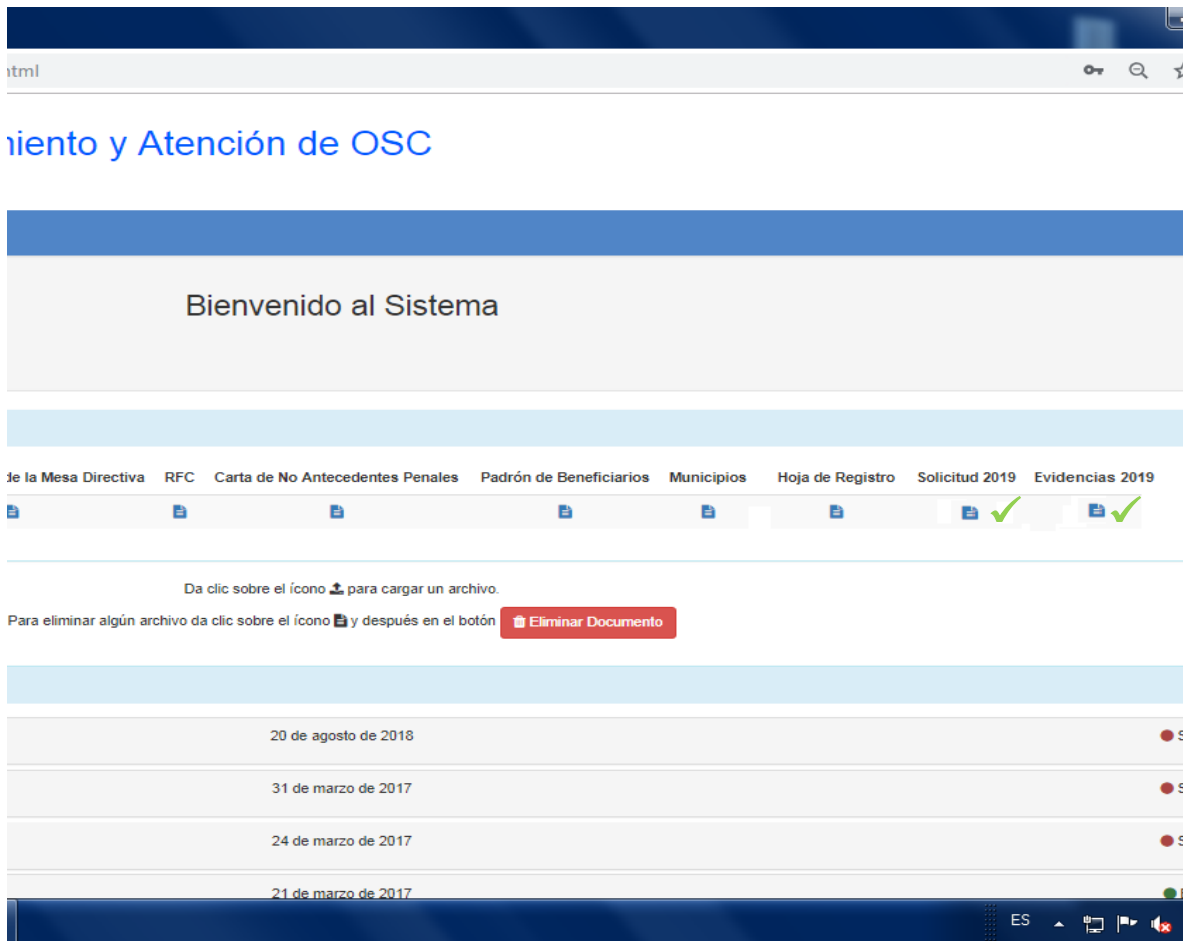 html
niento y Atención de OSC
Bienvenido al Sistema
de la Mesa Directiva RFC Carta de No Antecedentes Penales Padrón de Beneficiarios Municipios Hoja de Registro Solicitud 2019 Evidencias 2019
Da clic sobre el ícono para cargar un archivo.
Para eliminar algún archivo da clic sobre el ícono y después en el botón Eliminar Documento
20 de agosto de 2018
31 de marzo de 2017
24 de marzo de 2017
21 de marzo de 2017
ES